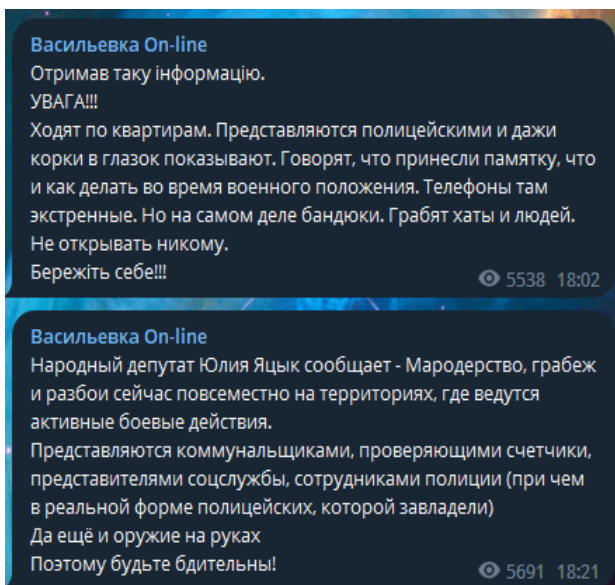 Васильевка On-line
Отримав таку інформацію.
УВАГА!!!
Ходят по квартирам. Представляются полицейскими и дажи
корки в глазок показывают. Говорят, что принесли памятку, что
и как делать во время военного положения. Телефоны там
экстренные. Но на самом деле бандюки. Грабят хаты и людей.
Не открывать никому.
Бережіть себе!!!
5538 18:02
Васильевка On-line
Народный депутат Юлия Яцык сообщает - Мародерство, грабеж
и разбои сейчас повсеместно на территориях, где ведутся
активные боевые действия.
Представляются коммунальщиками, проверяющими счетчики,
представителями соцслужбы, сотрудниками полиции (при чем
в реальной форме полицейских, которой завладели)
Да ещё и оружие на руках
Поэтому будьте бдительны!
5691 18:21